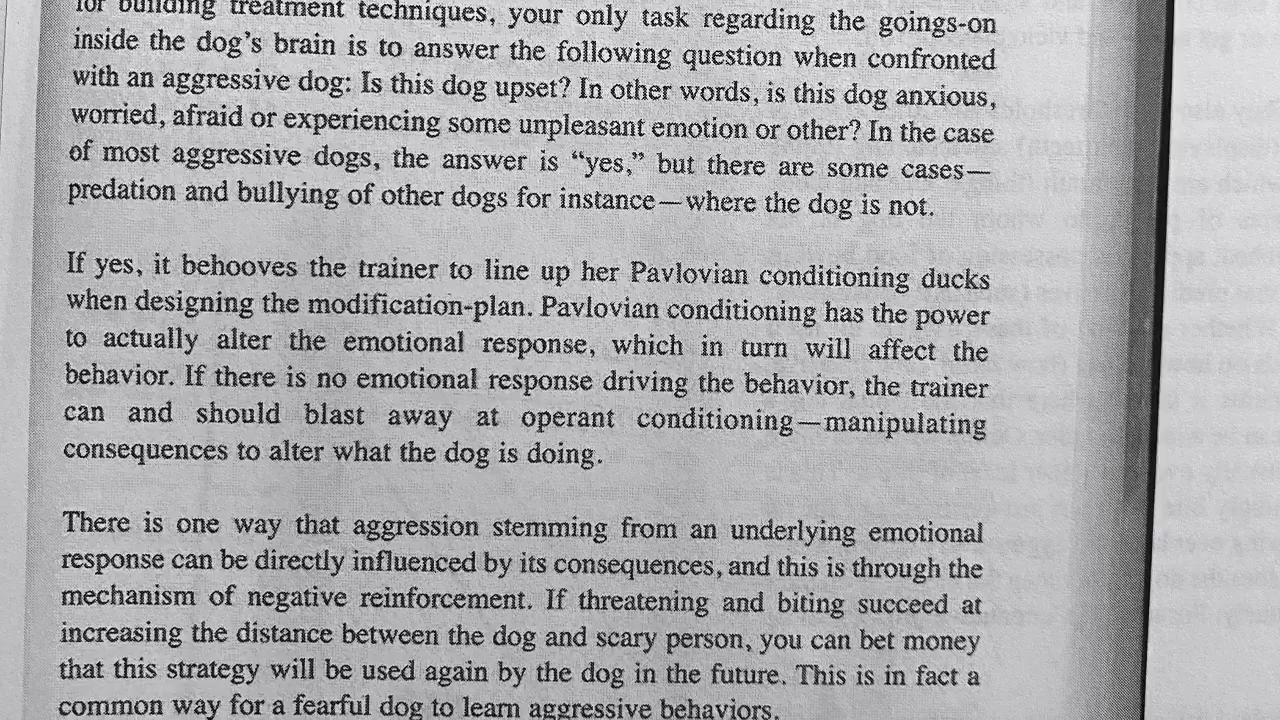 for building treatment techniques, your only task regarding the goings-on
inside the dog's brain is to answer the following question when confronted
with an aggressive dog: Is this dog upset? In other words, is this dog anxious,
worried, afraid or experiencing some unpleasant emotion or other? In the case
of most aggressive dogs, the answer is “yes,” but there are some cases—
predation and bullying of other dogs for instance—where the dog is not.
If yes, it behooves the trainer to line up her Pavlovian conditioning ducks
when designing the modification-plan. Pavlovian conditioning has the power
to actually alter the emotional response, which in turn will affect the
behavior. If there is no emotional response driving the behavior, the trainer
can and should blast away at operant conditioning—manipulating
consequences to alter what the dog is doing.
There is one way that aggression stemming from an underlying emotional
response can be directly influenced by its consequences, and this is through the
mechanism of negative reinforcement. If threatening and biting succeed at
increasing the distance between the dog and scary person, you can bet money
that this strategy will be used again by the dog in the future. This is in fact a
common way for a fearful dog to learn aggressive behaviors.